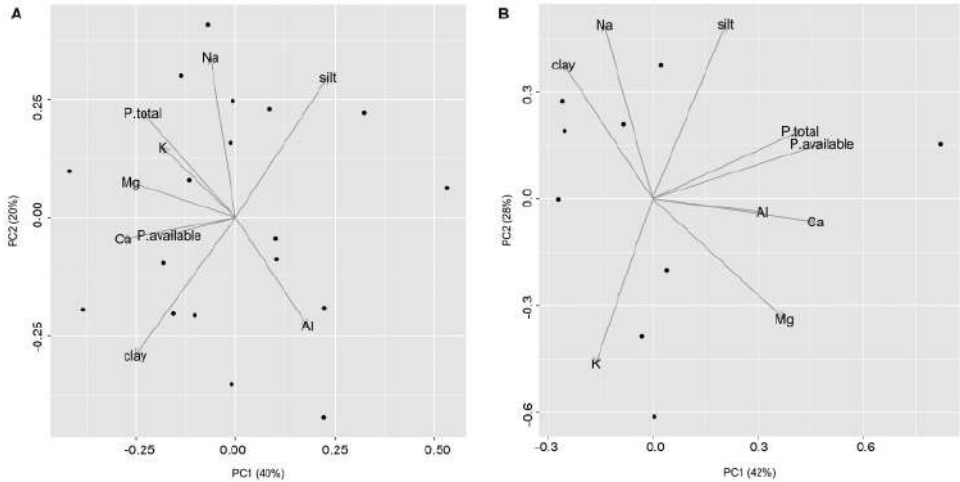 A
Na
silt
P.total
K
Mg
Ca
P.available
Al
clay
0.25
0.00
-0.25
PC2 (20%)
-0.25
0.00
0.25
0.50
PC1 (40%)
B
Na
silt
clay
P.total
P.available
Al
Ca
Mg
K
0.3
0.0
-0.3
-0.6
PC2 (28%)
-0.3
0.0
0.3
0.6
PC1 (42%)